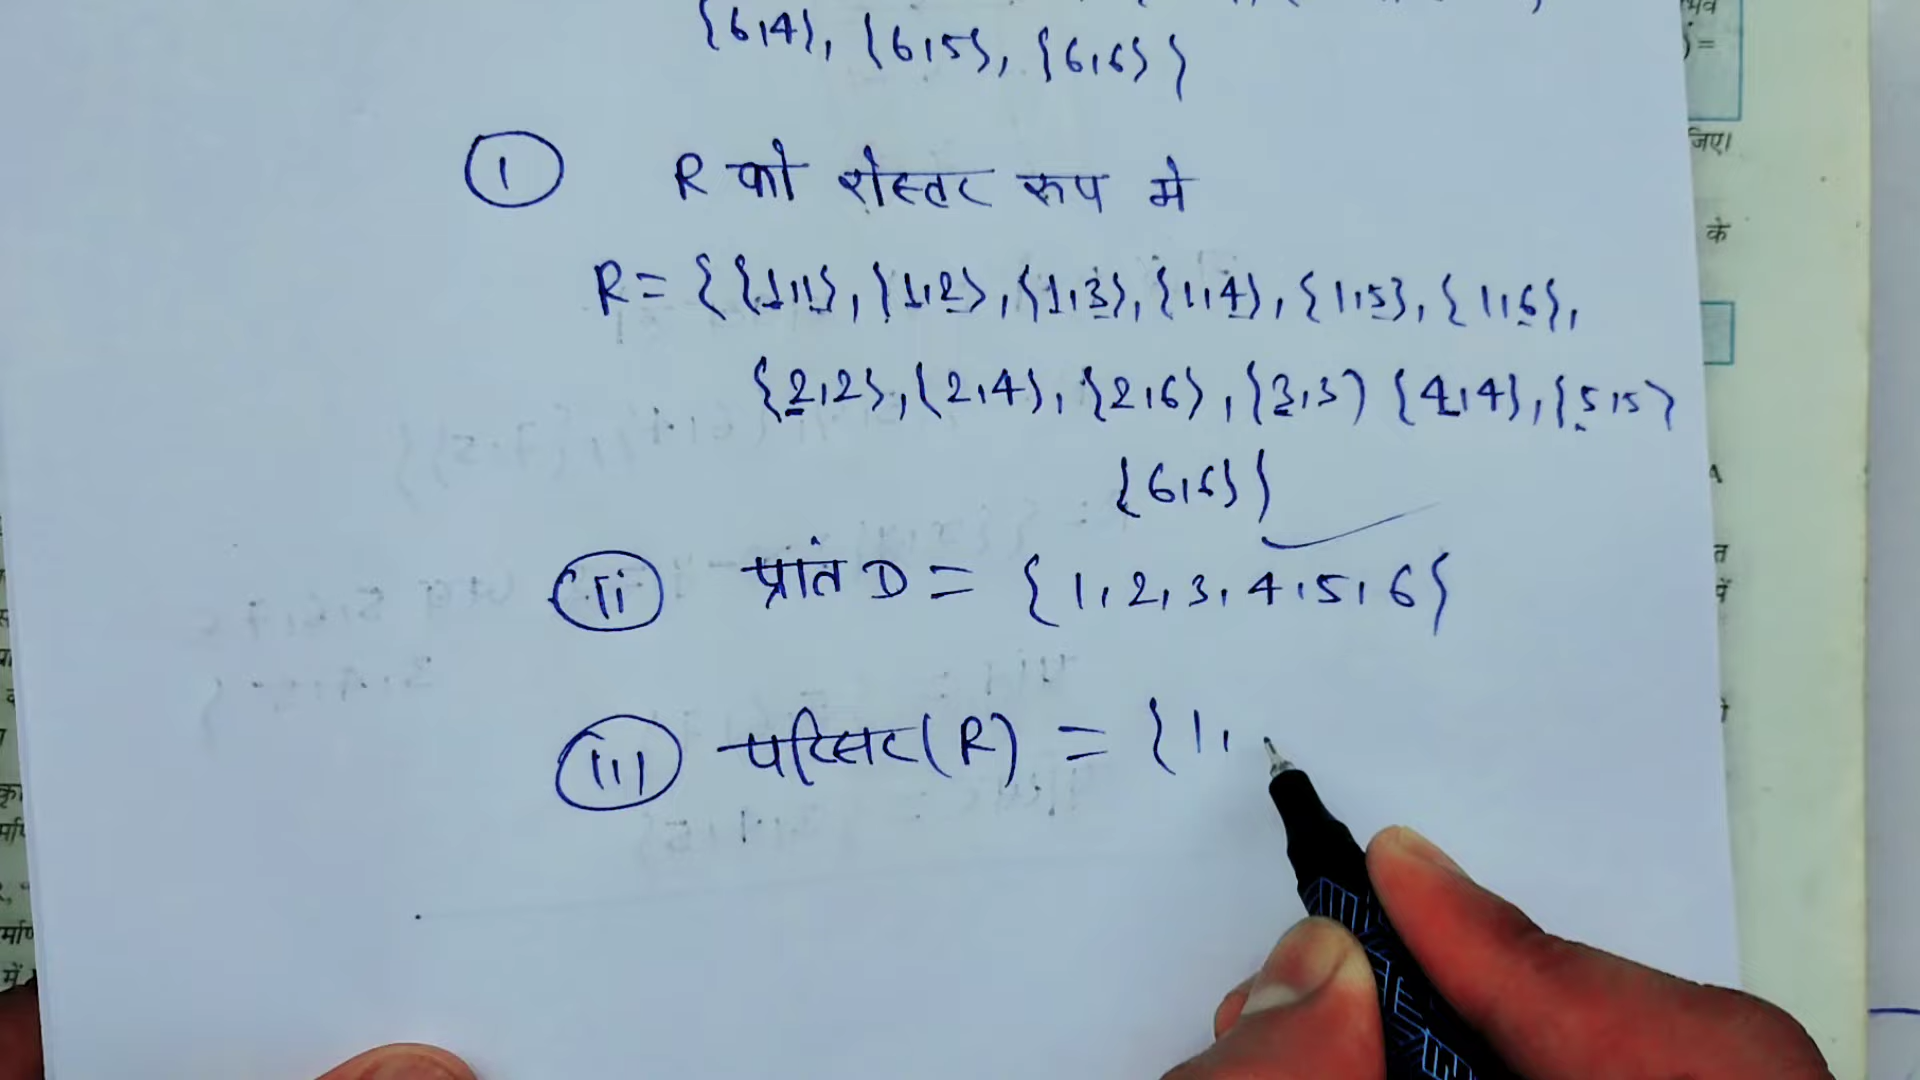 {6,4}, {6,5}, {6,6}}
1 R को रोस्टर रूप मे
R = {{1,1}, {1,2}, {1,3}, {1,4}, {1,5}, {1,6},
{2,2}, (2,4}, {2,6}, {3,3) {4,4}, {5,5}
{6,6}}
ii प्रांत D = {1,2,3,4,5,6}
iii परिसर(R) = {1,
जिए।
के